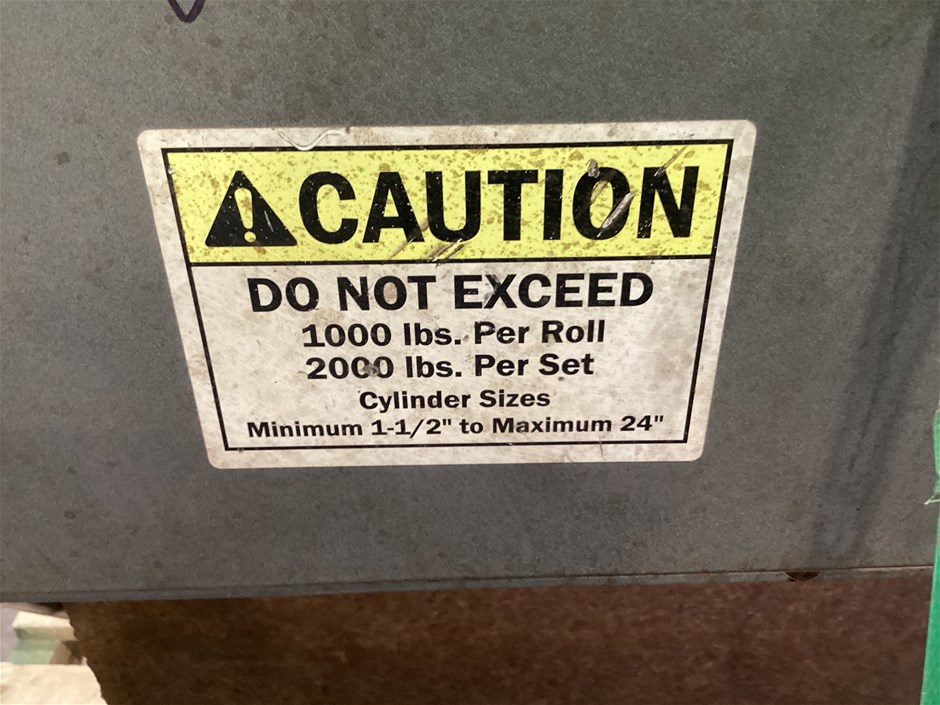 CAUTION
DO NOT EXCEED
1000 lbs. Per Roll
2000 lbs. Per Set
Cylinder Sizes
Minimum 1-1/2" to Maximum 24"